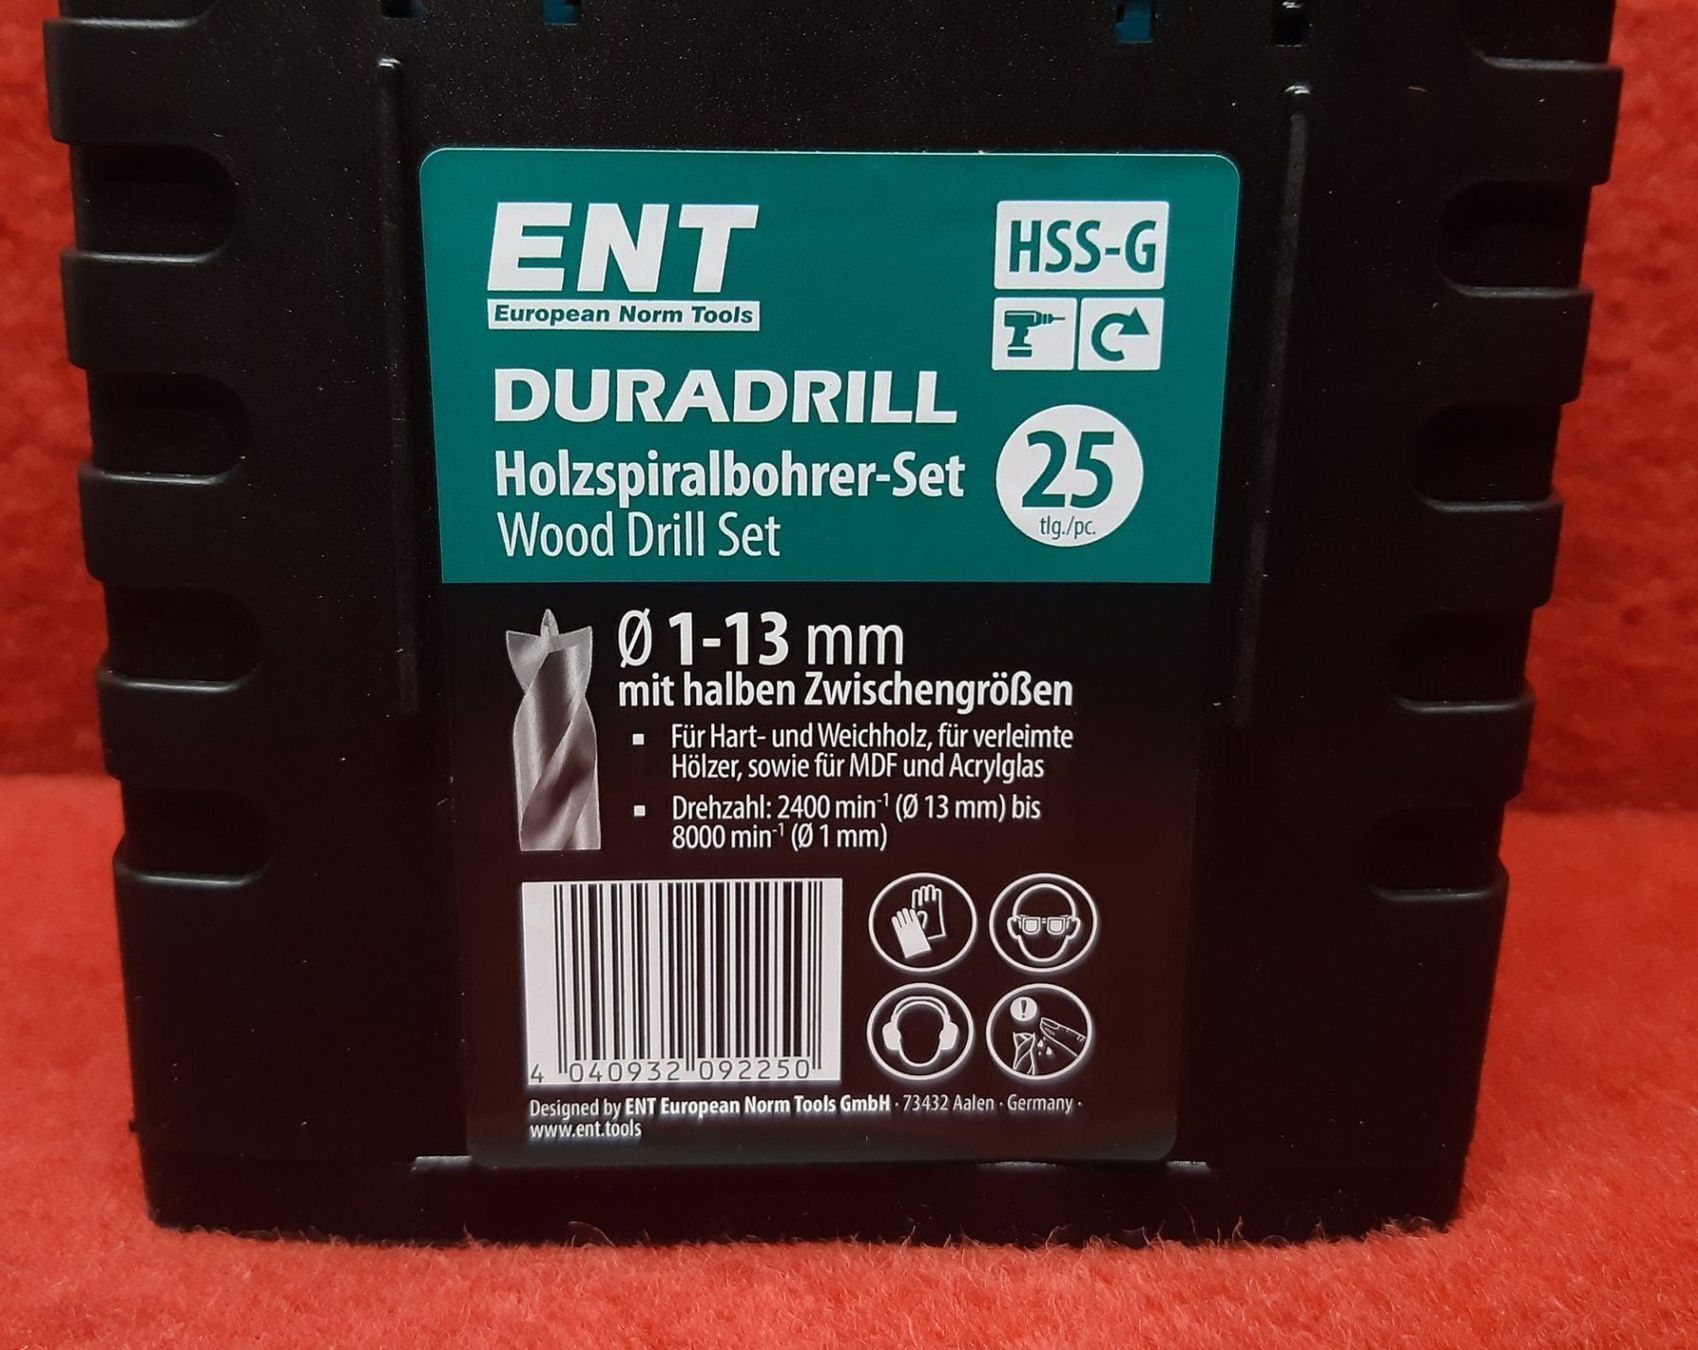 ENT
European Norm Tools
HSS-G
DURADRILL
Holzspiralbohrer-Set
Wood Drill Set
25
tlg./pc.
Ø 1-13 mm
mit halben Zwischengrößen
▪ Für Hart- und Weichholz, für verleimte
Hölzer, sowie für MDF und Acrylglas
▪ Drehzahl: 2400 min⁻¹ (Ø 13 mm) bis
8000 min⁻¹ (Ø 1 mm)
!
4 040932 092250
Designed by ENT European Norm Tools GmbH · 73432 Aalen · Germany ·
www.ent.tools